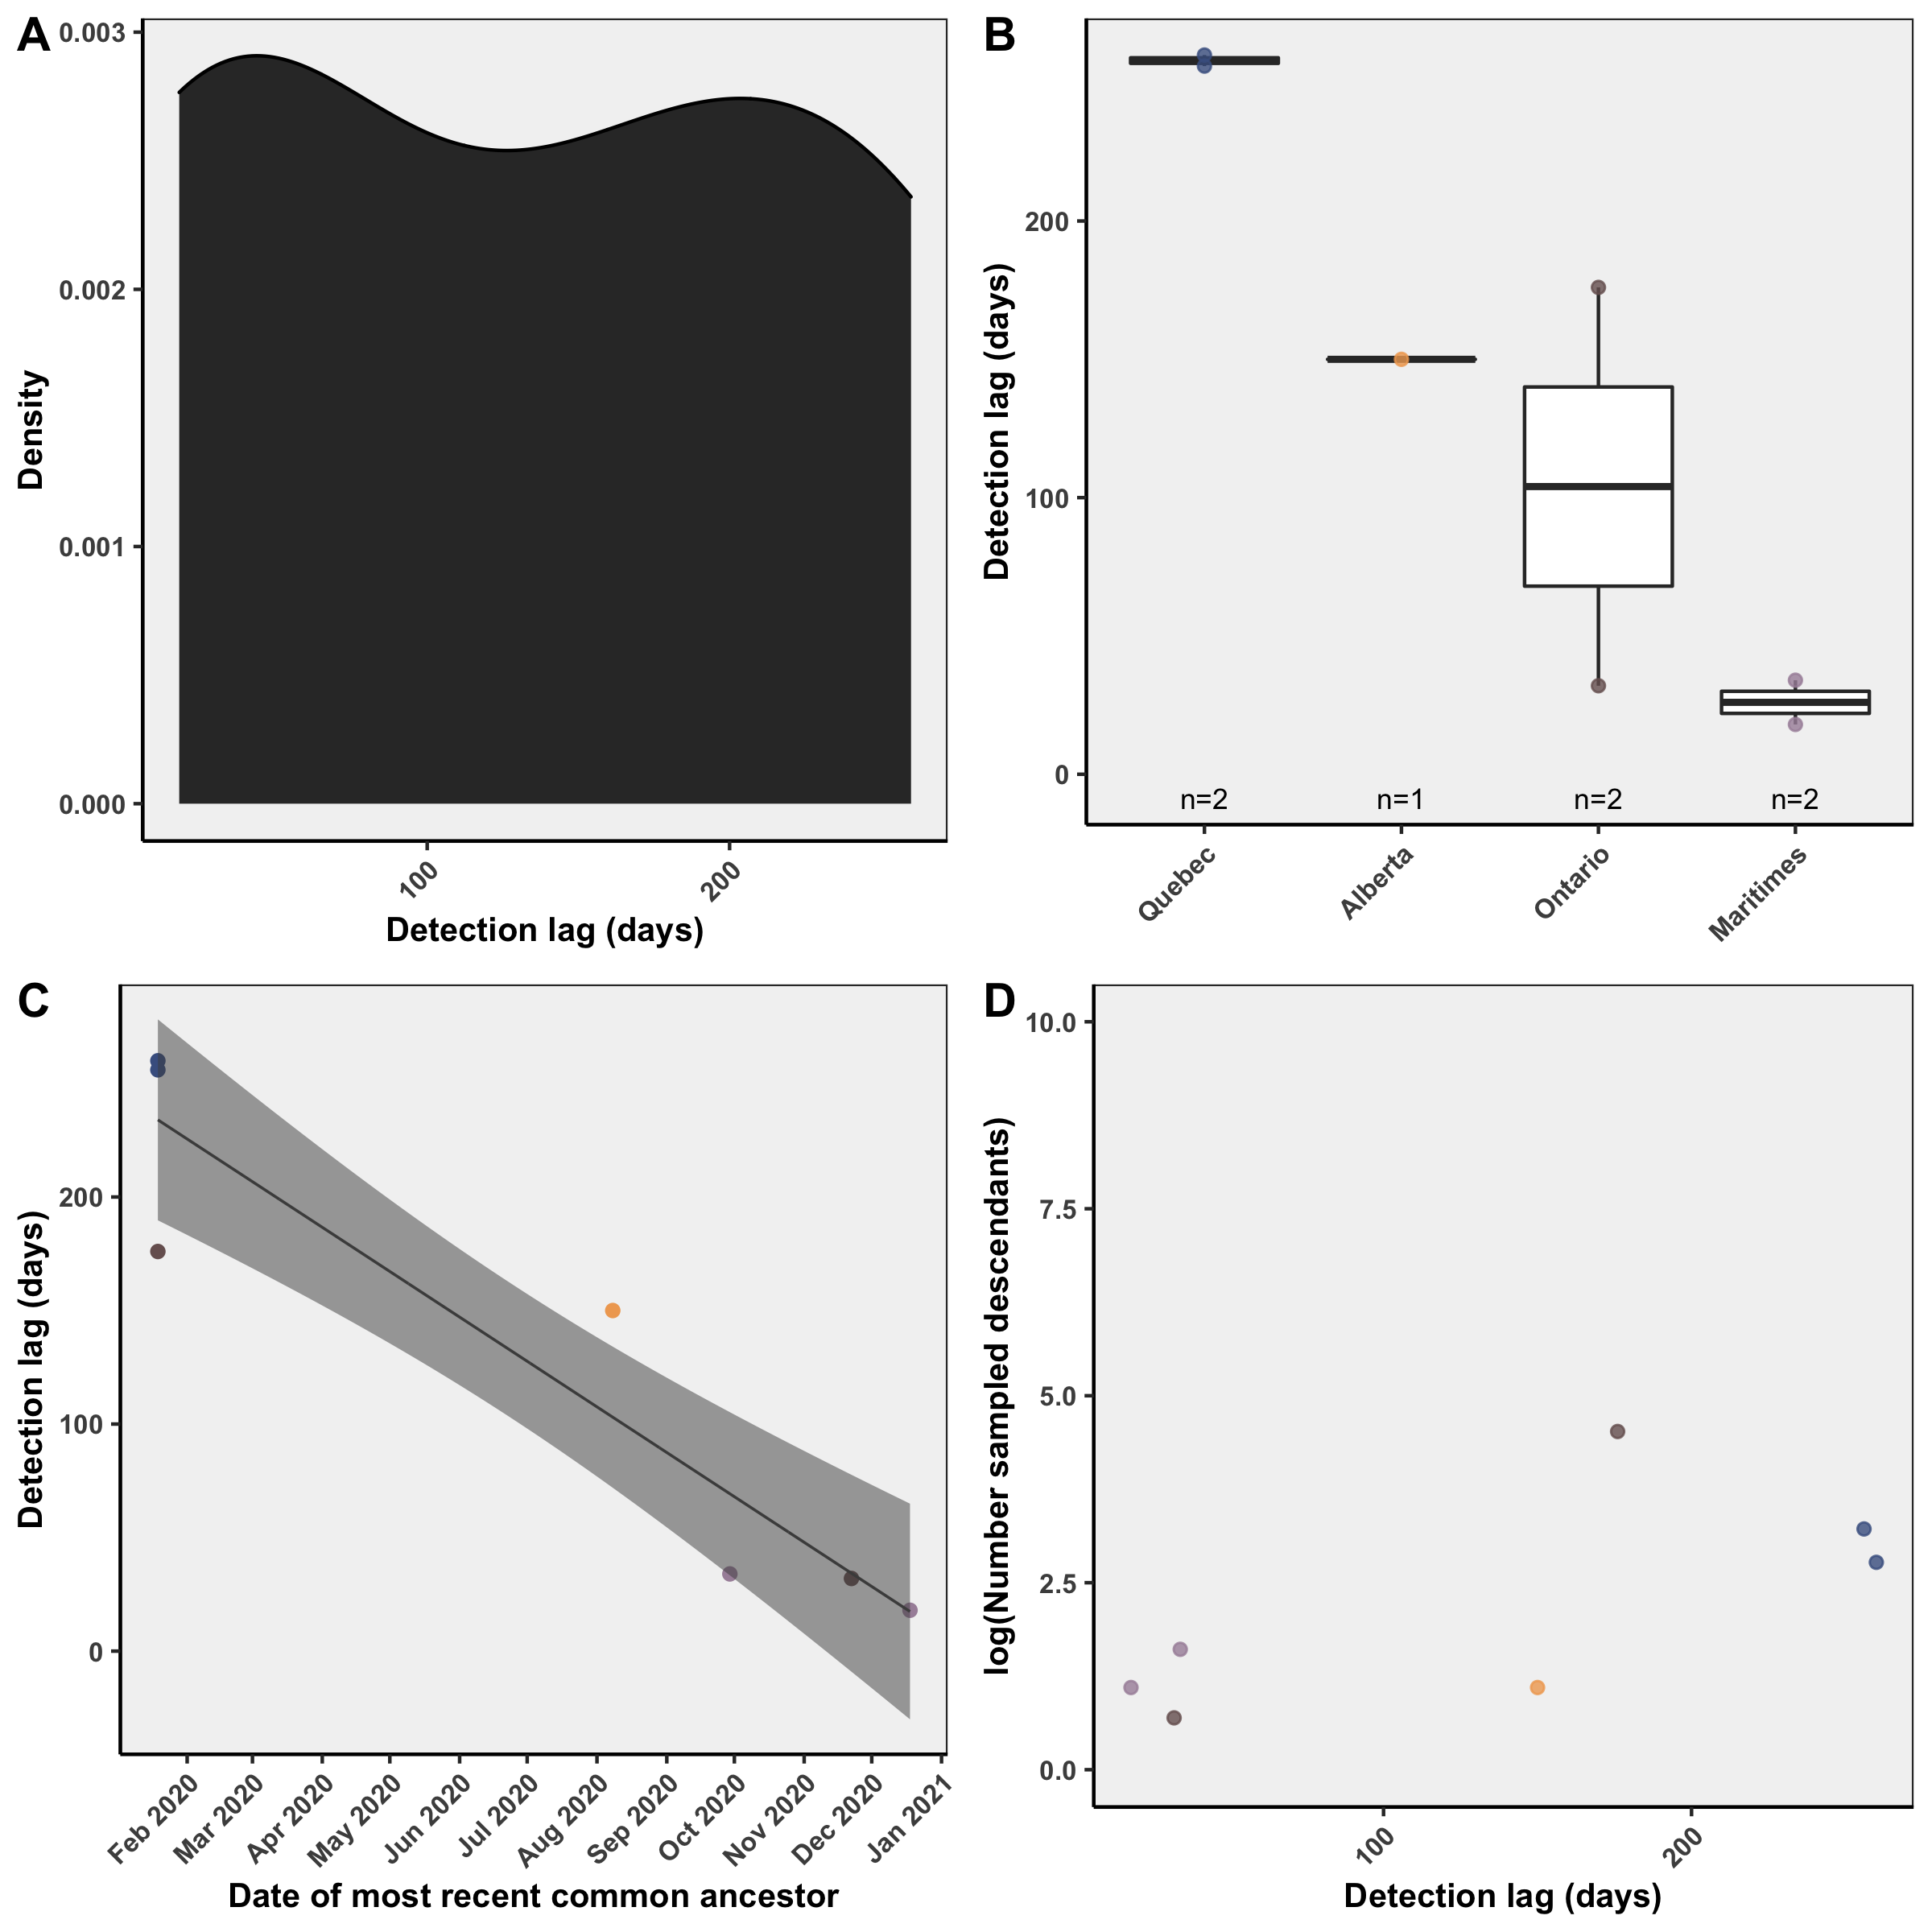 A
0.003
0.002
0.001
0.000
Density
100
200
Detection lag (days)
B
200
100
0
Detection lag (days)
n=2
n=1
n=2
n=2
Quebec
Alberta
Ontario
Maritimes
C
200
100
0
Detection lag (days)
Feb 2020
Mar 2020
Apr 2020
May 2020
Jun 2020
Jul 2020
Aug 2020
Sep 2020
Oct 2020
Nov 2020
Dec 2020
Jan 2021
Date of most recent common ancestor
D
10.0
7.5
5.0
2.5
0.0
log(Nnumber sampled descendants)
100
200
Detection lag (days)